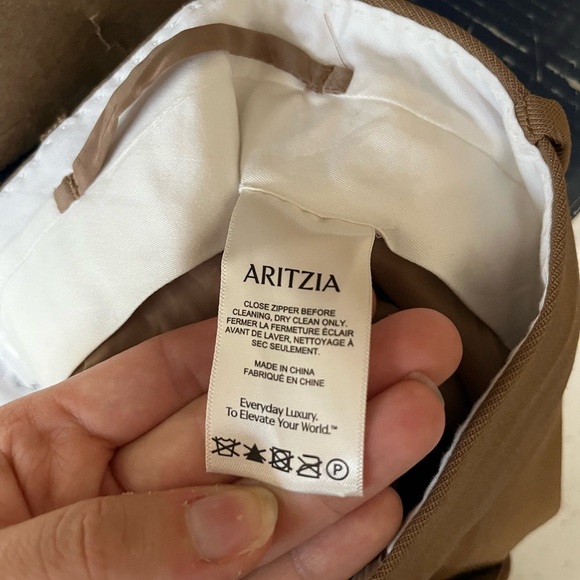 ARITZIA
CLOSE ZIPPER BEFORE
CLEANING, DRY CLEAN ONLY.
FERMER LA FERMETURE ÉCLAIR
AVANT DE LAVER, NETTOYAGE À
SEC SEULEMENT.
MADE IN CHINA
FABRIQUÉ EN CHINE
Everyday Luxury.
To Elevate Your World.™
P